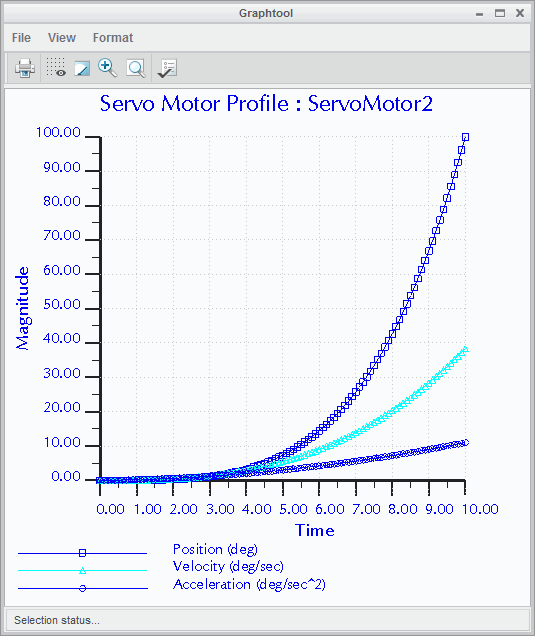 Graphtool
File View Format
Servo Motor Profile : ServoMotor2
100.00
90.00
80.00
70.00
60.00
50.00
40.00
30.00
20.00
10.00
0.00
Magnitude
0.00 1.00 2.00 3.00 4.00 5.00 6.00 7.00 8.00 9.00 10.00
Time
Position (deg)
Velocity (deg/sec)
Acceleration (deg/sec^2)
Selection status...